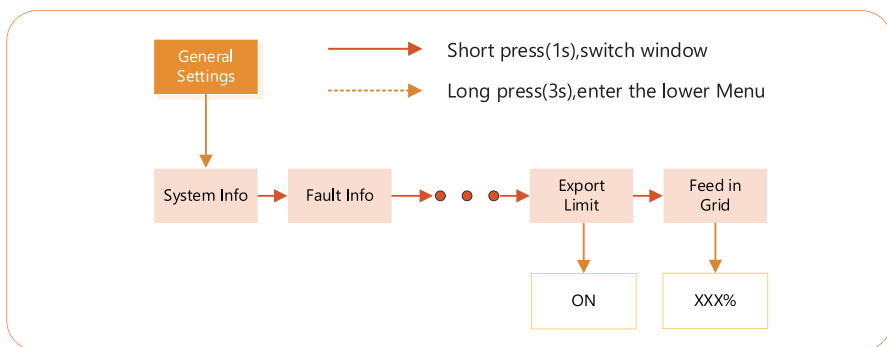 General
Settings
Short press(1s),switch window
Long press(3s),enter the lower Menu
System Info
Fault Info
Export
Limit
Feed in
Grid
ON
XXX%